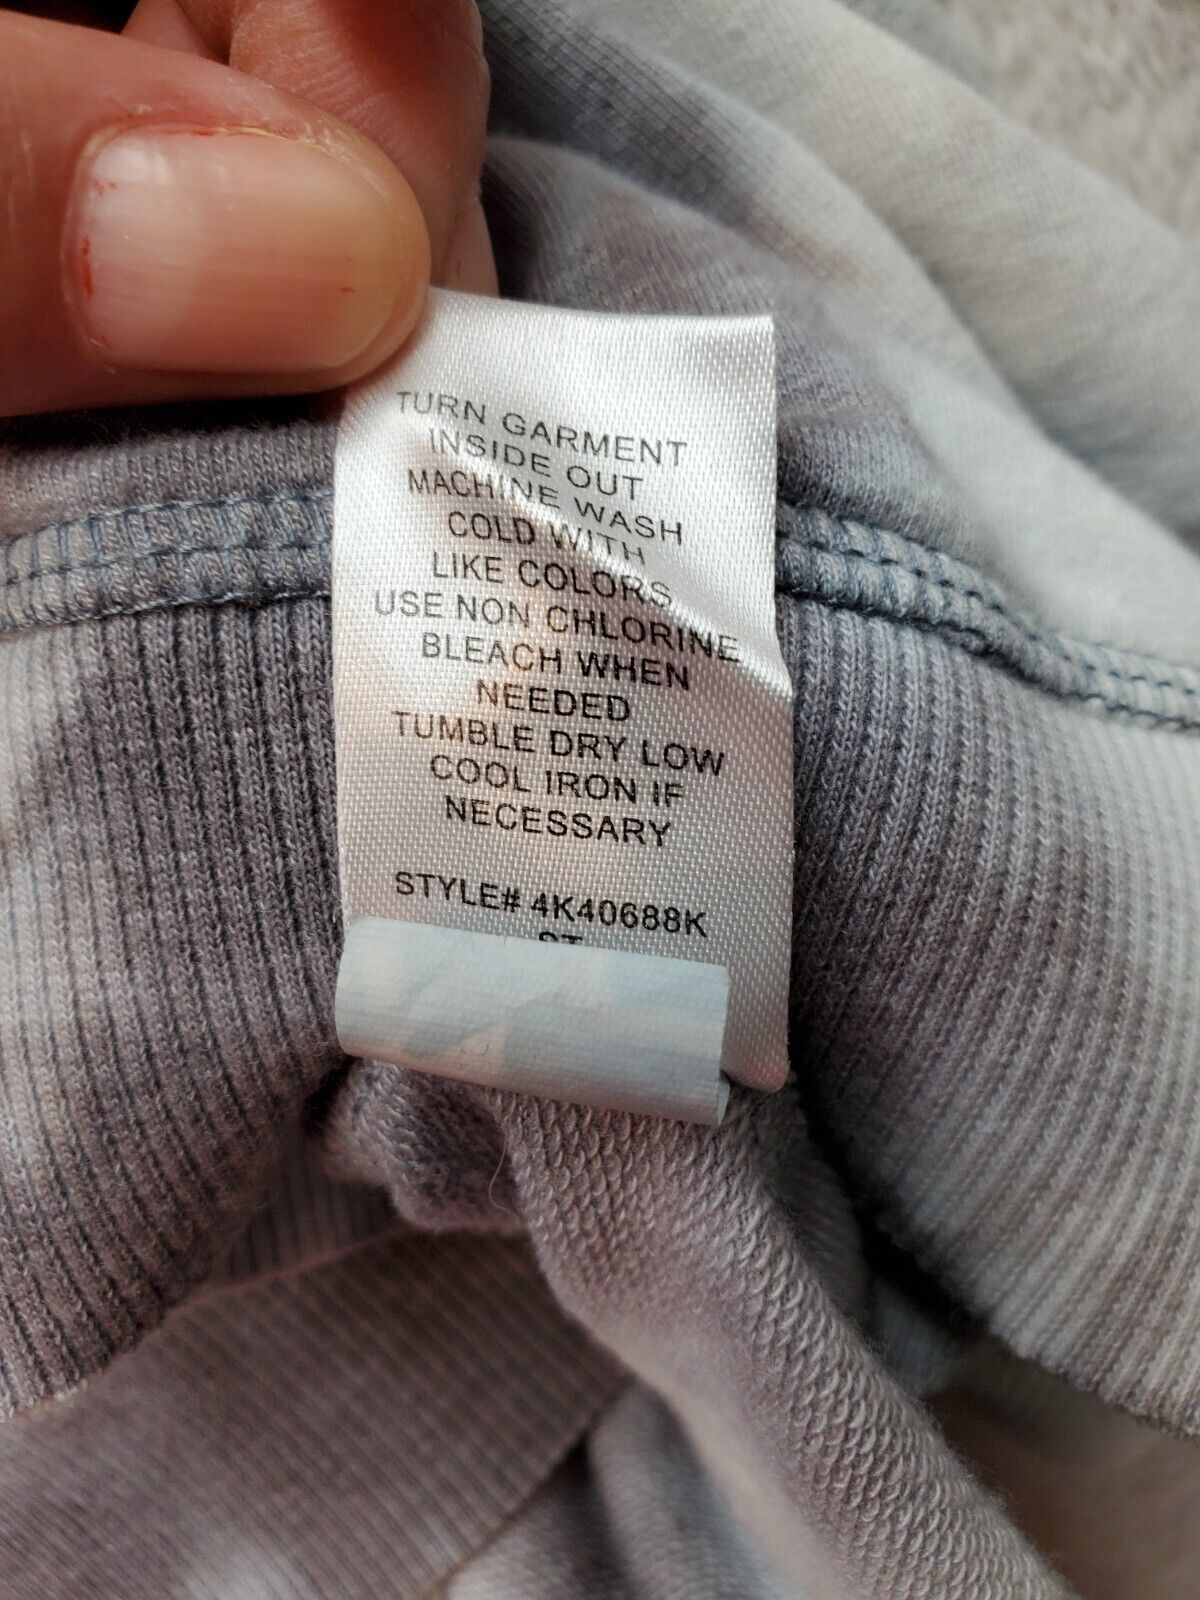 TURN GARMENT
INSIDE OUT
MACHINE WASH
COLD WITH
LIKE COLORS
USE NON CHLORINE
BLEACH WHEN
NEEDED
TUMBLE DRY LOW
COOL IRON IF
NECESSARY
STYLE# 4K40688K